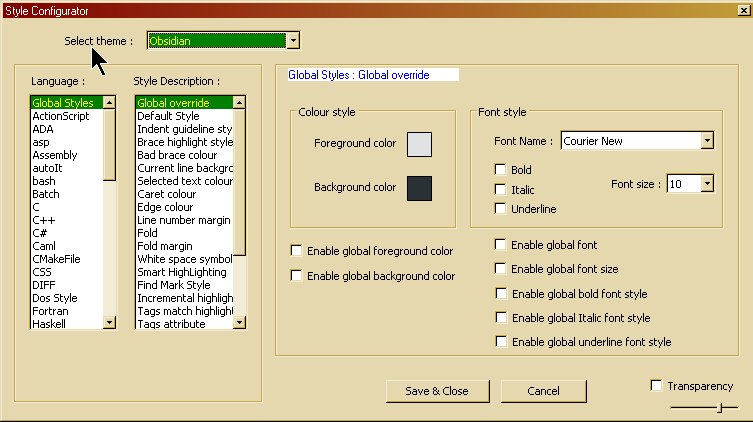 Style Configurator
Select theme : Obsidian
Language : Style Description :
Global Styles
ActionScript
ADA
asp
Assembly
autoIt
bash
Batch
C
C++
C#
Caml
CMakeFile
CSS
DIFF
Dos Style
Fortran
Haskell
Global override
Default Style
Indent guideline sty
Brace highlight style
Bad brace colour
Current line backgro
Selected text colour
Caret colour
Edge colour
Line number margin
Fold
Fold margin
White space symbol
Smart HighLighting
Find Mark Style
Incremental highligh
Tags match highligh
Tags attribute
Global Styles : Global override
Colour style
Foreground color
Background color
Font style
Font Name : Courier New
Bold
Italic
Underline
Font size : 10
Enable global foreground color
Enable global background color
Enable global font
Enable global font size
Enable global bold font style
Enable global Italic font style
Enable global underline font style
Save & Close
Cancel
Transparency